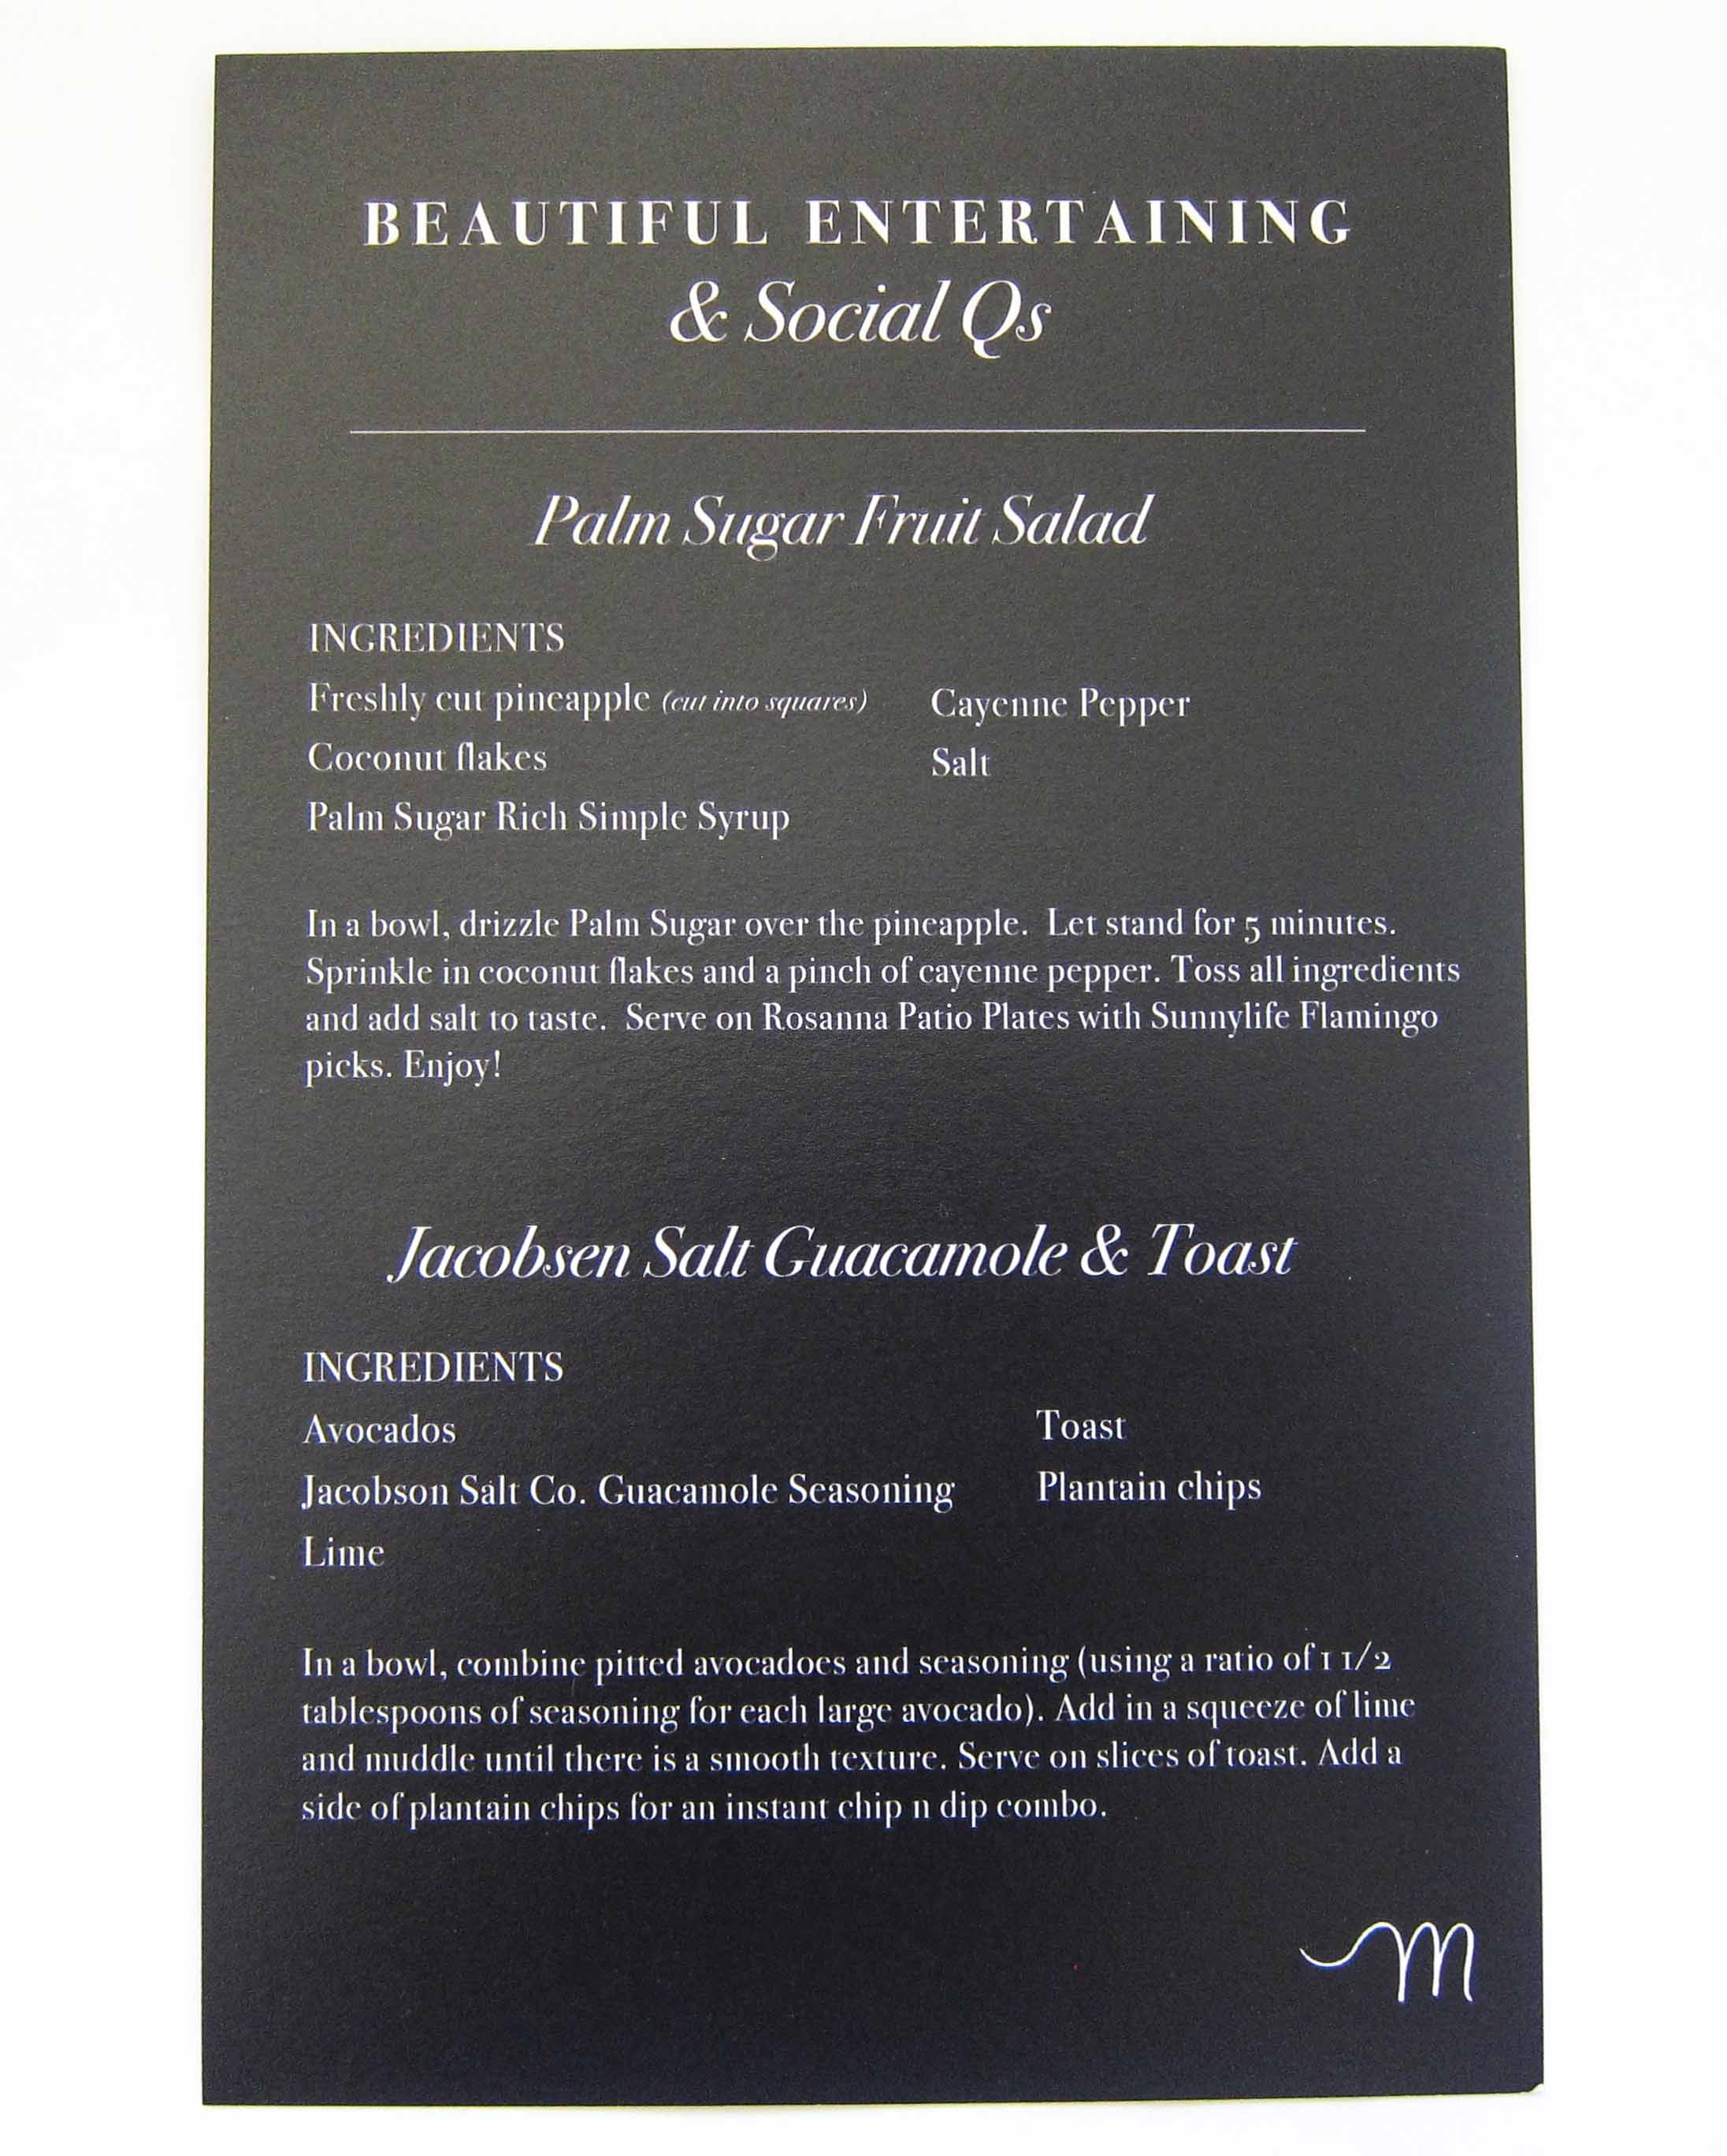 BEAUTIFUL ENTERTAINING
& Social Qs
Palm Sugar Fruit Salad
INGREDIENTS
Freshly cut pineapple (cut into squares)
Coconut flakes
Palm Sugar Rich Simple Syrup
Cayenne Pepper
Salt
In a bowl, drizzle Palm Sugar over the pineapple. Let stand for 5 minutes.
Sprinkle in coconut flakes and a pinch of cayenne pepper. Toss all ingredients
and add salt to taste. Serve on Rosanna Patio Plates with Sunnylife Flamingo
picks. Enjoy!
Jacobsen Salt Guacamole & Toast
INGREDIENTS
Avocados
Jacobson Salt Co. Guacamole Seasoning
Lime
Toast
Plantain chips
In a bowl, combine pitted avocadoes and seasoning (using a ratio of 1 1/2
tablespoons of seasoning for each large avocado). Add in a squeeze of lime
and muddle until there is a smooth texture. Serve on slices of toast. Add a
side of plantain chips for an instant chip n dip combo.
m